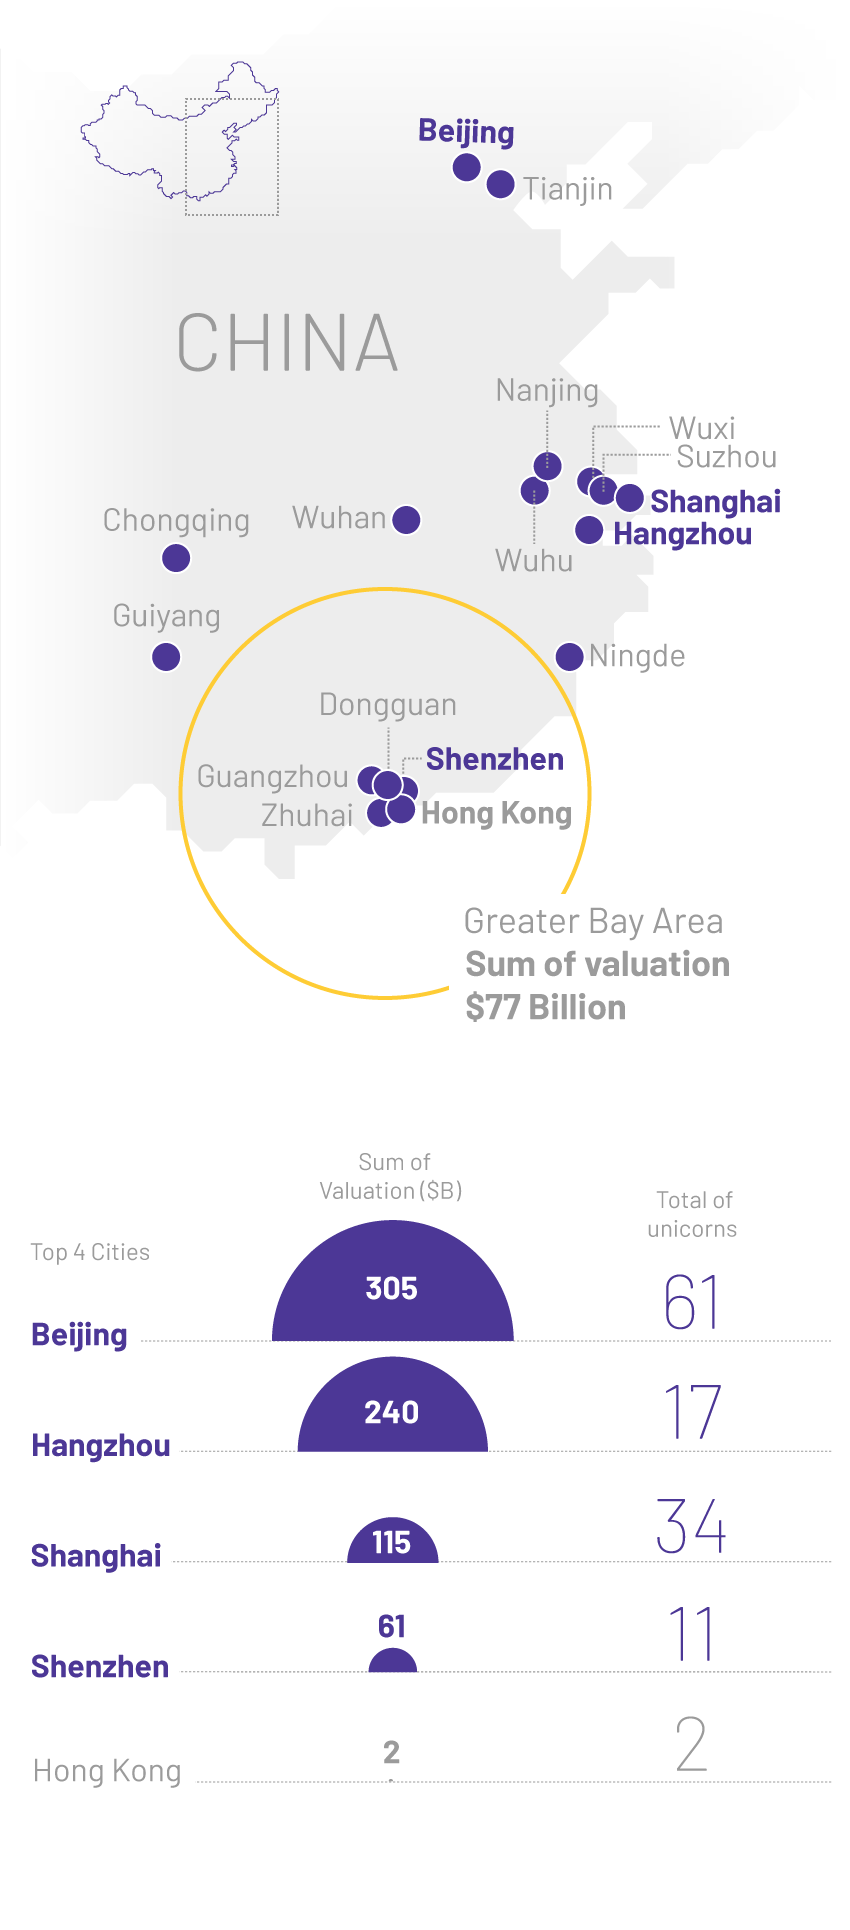 Beijing
Tianjin
CHINA
Nanjing
Wuxi
Suzhou
Shanghai
Chongqing
Wuhan
Hangzhou
Wuhu
Guiyang
Ningde
Dongguan
Shenzhen
Guangzhou
Zhuhai
Hong Kong
Greater Bay Area
Sum of valuation
$77 Billion
Sum of
Valuation ($B)
Total of
unicorns
Top 4 Cities
305
61
Beijing
240
17
Hangzhou
115
34
Shanghai
61
11
Shenzhen
2
2
Hong Kong